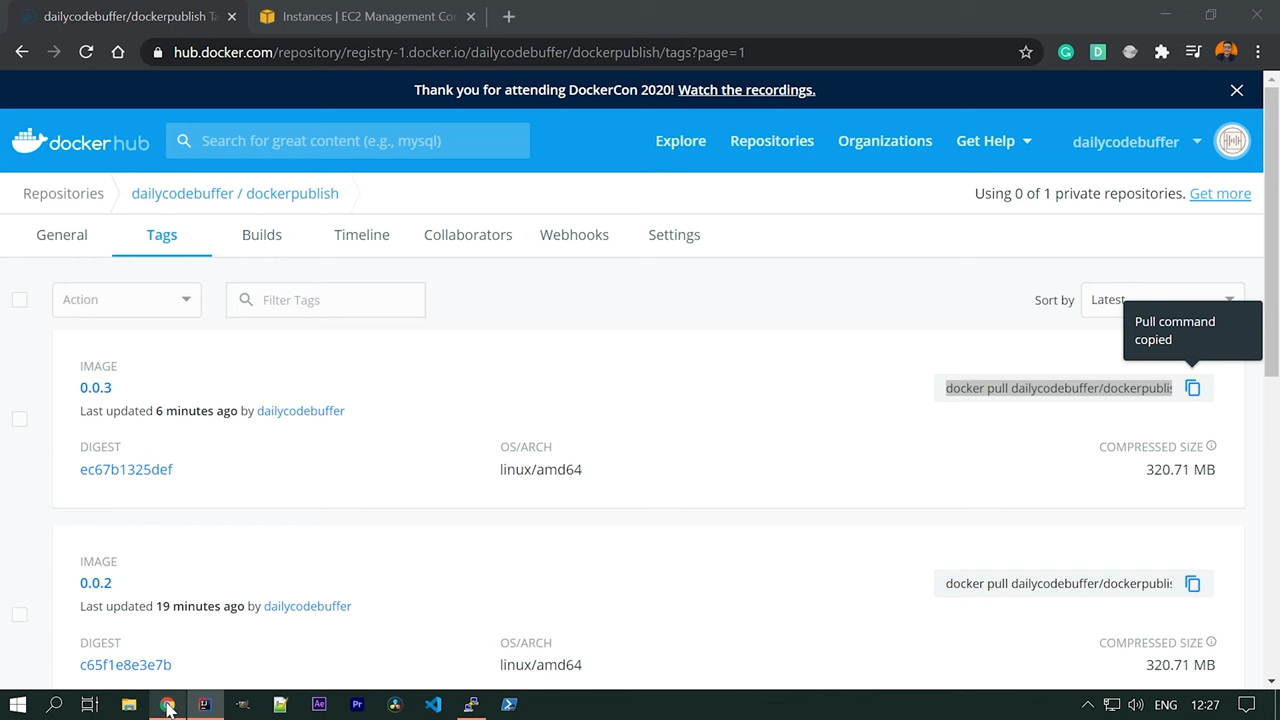 dailycodebuffer/dockerpublish Ta
Instances | EC2 Management Con
hub.docker.com/repository/registry-1.docker.io/dailycodebuffer/dockerpublish/tags?page=1
Thank you for attending DockerCon 2020! Watch the recordings.
docker hub
Search for great content (e.g., mysql)
Explore
Repositories
Organizations
Get Help
dailycodebuffer
Repositories
dailycodebuffer / dockerpublish
Using 0 of 1 private repositories. Get more
General
Tags
Builds
Timeline
Collaborators
Webhooks
Settings
Action
Filter Tags
Sort by
Latest
Pull command
copied
IMAGE
0.0.3
docker pull dailycodebuffer/dockerpublis
Last updated 6 minutes ago by dailycodebuffer
DIGEST
OS/ARCH
COMPRESSED SIZE
ec67b1325def
linux/amd64
320.71 MB
IMAGE
0.0.2
docker pull dailycodebuffer/dockerpublis
Last updated 19 minutes ago by dailycodebuffer
DIGEST
OS/ARCH
COMPRESSED SIZE
c65f1e8e3e7b
linux/amd64
320.71 MB
ENG
12:27